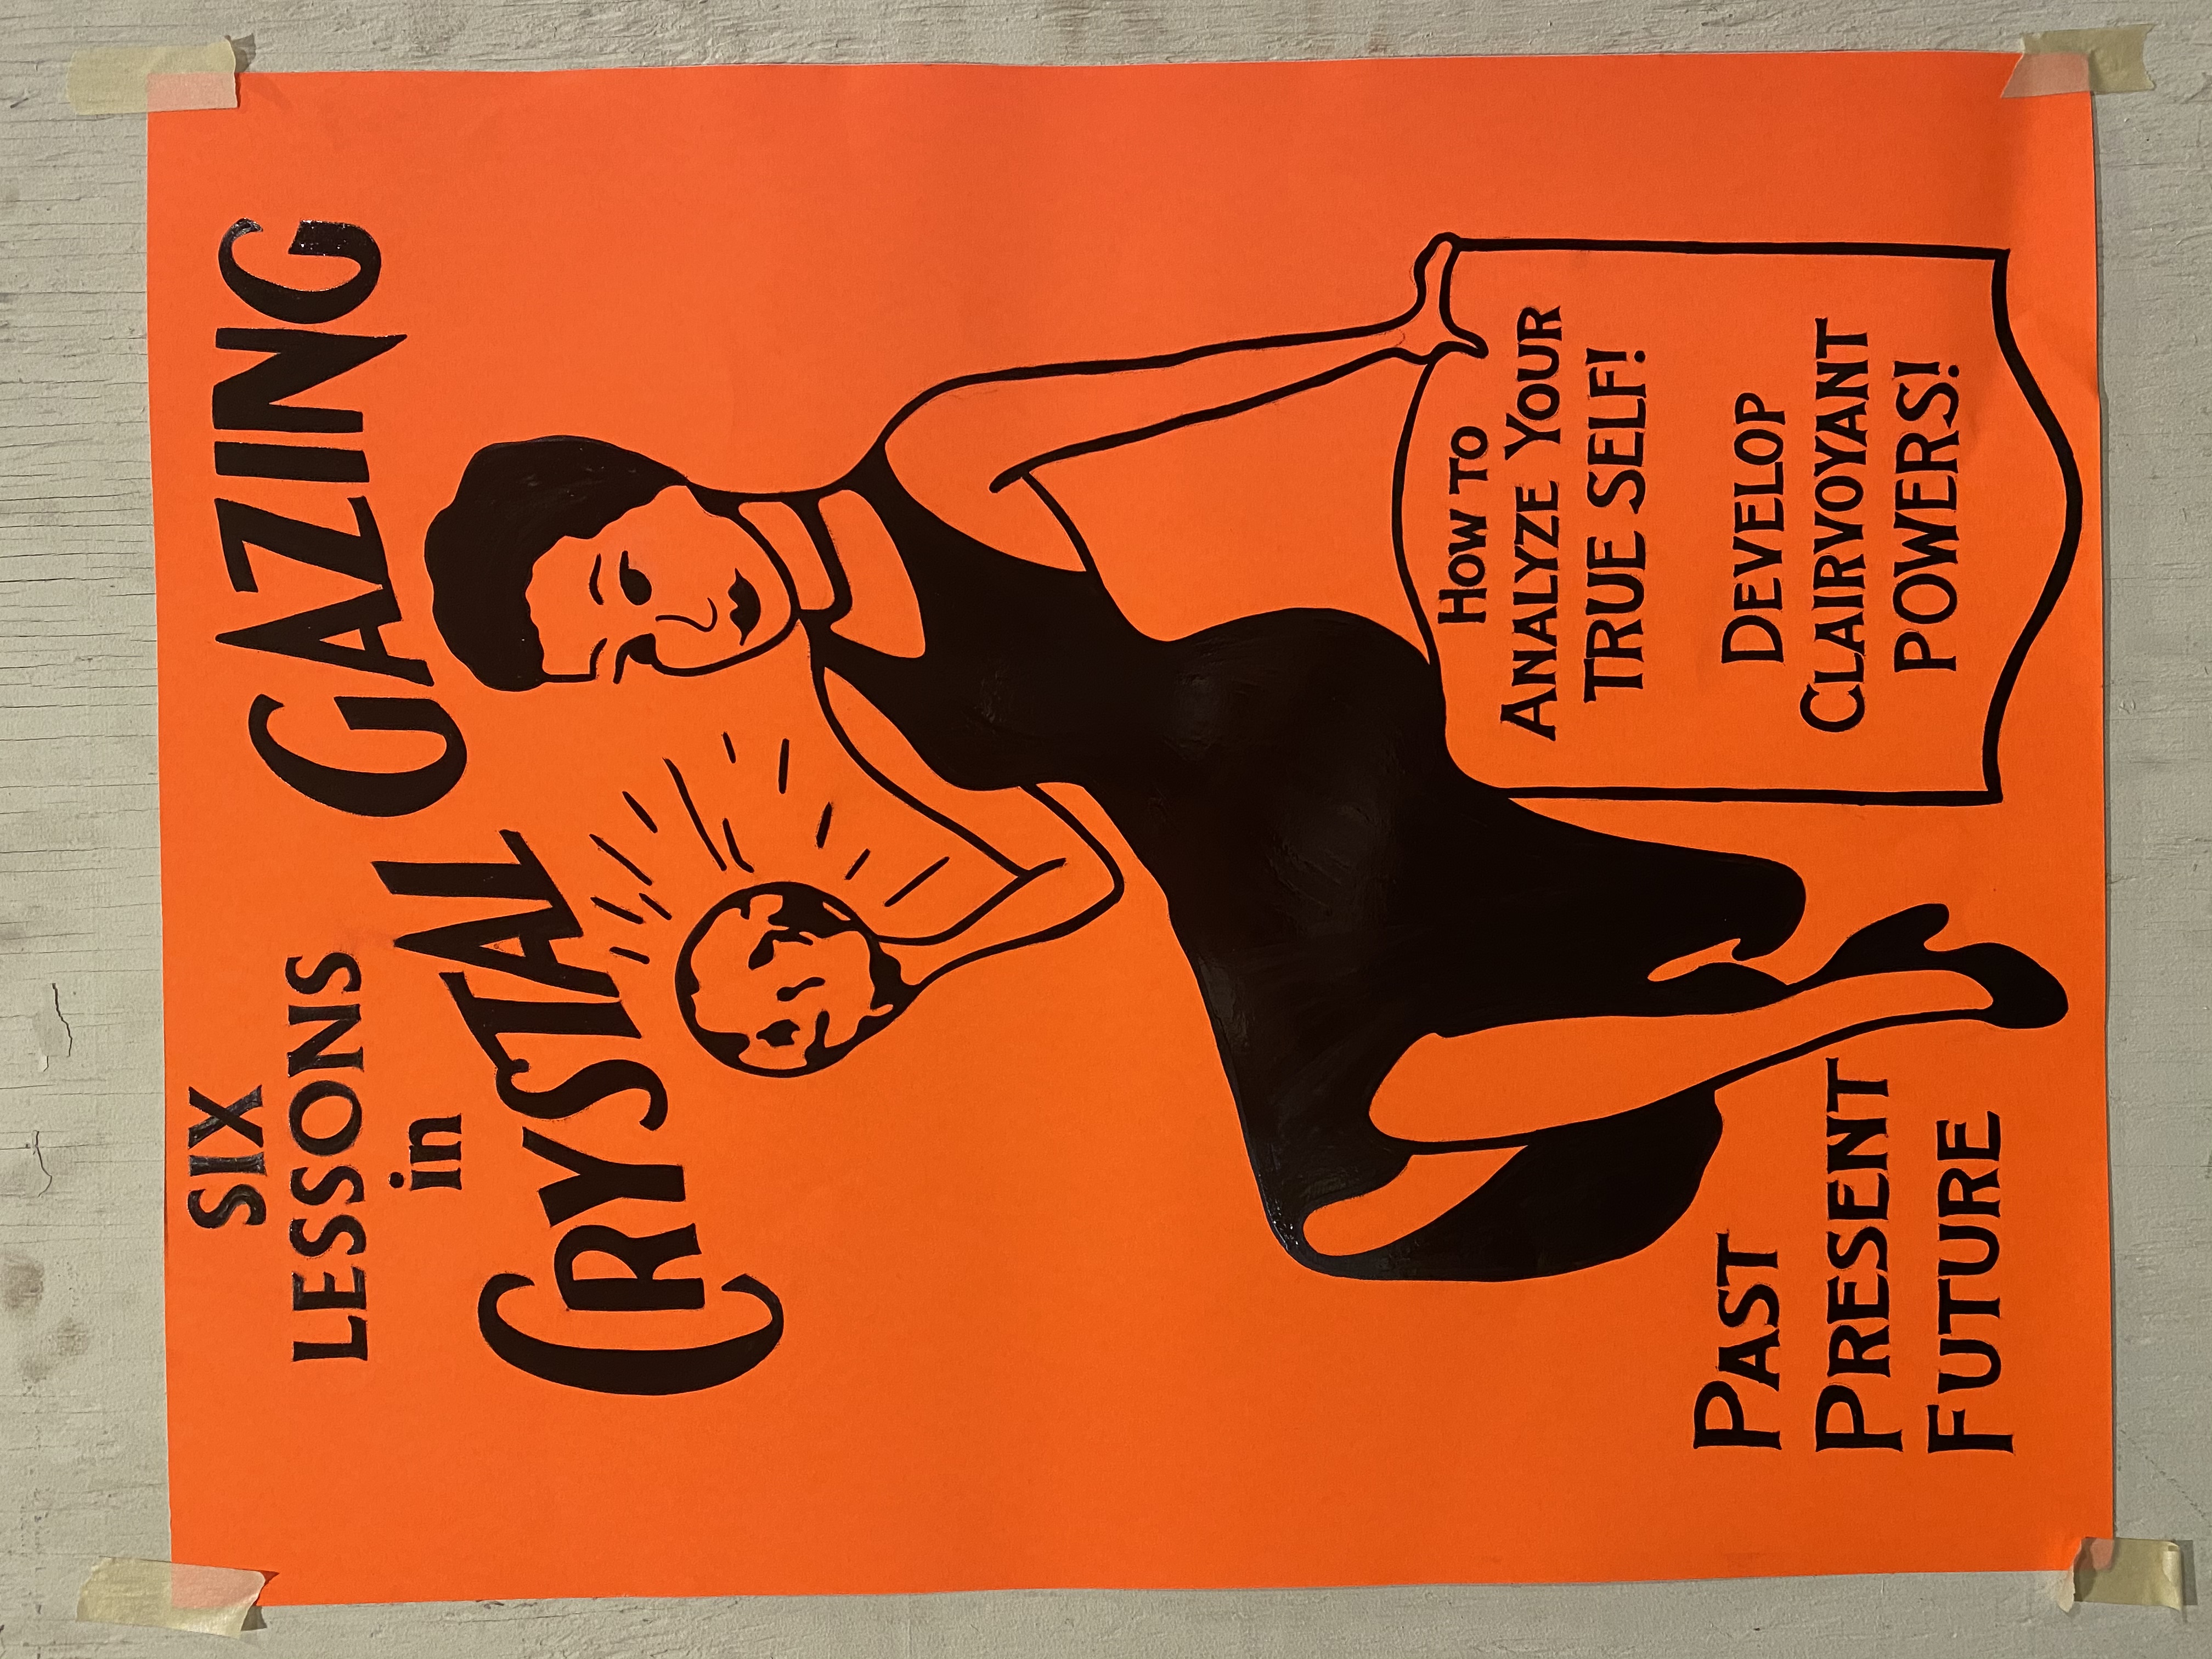 SIX
LESSONS
in
CRYSTAL GAZING
HOW TO
ANALYZE YOUR
TRUE SELF!
DEVELOP
CLAIRVOYANT
POWERS!
PAST
PRESENT
FUTURE